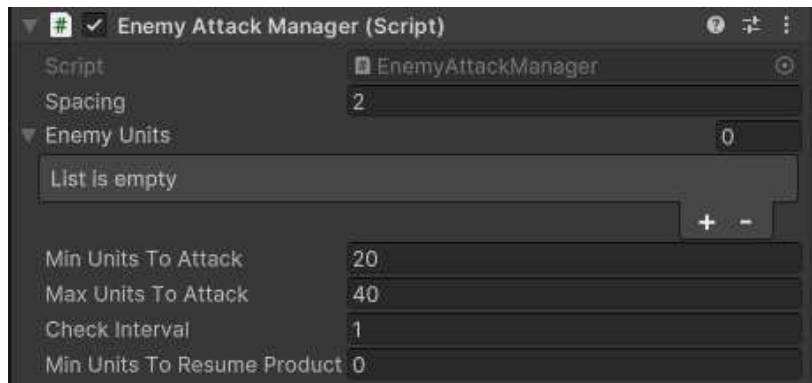 Enemy Attack Manager (Script)
Script EnemyAttackManager
Spacing 2
Enemy Units 0
List is empty
+ -
Min Units To Attack 20
Max Units To Attack 40
Check Interval 1
Min Units To Resume Product 0